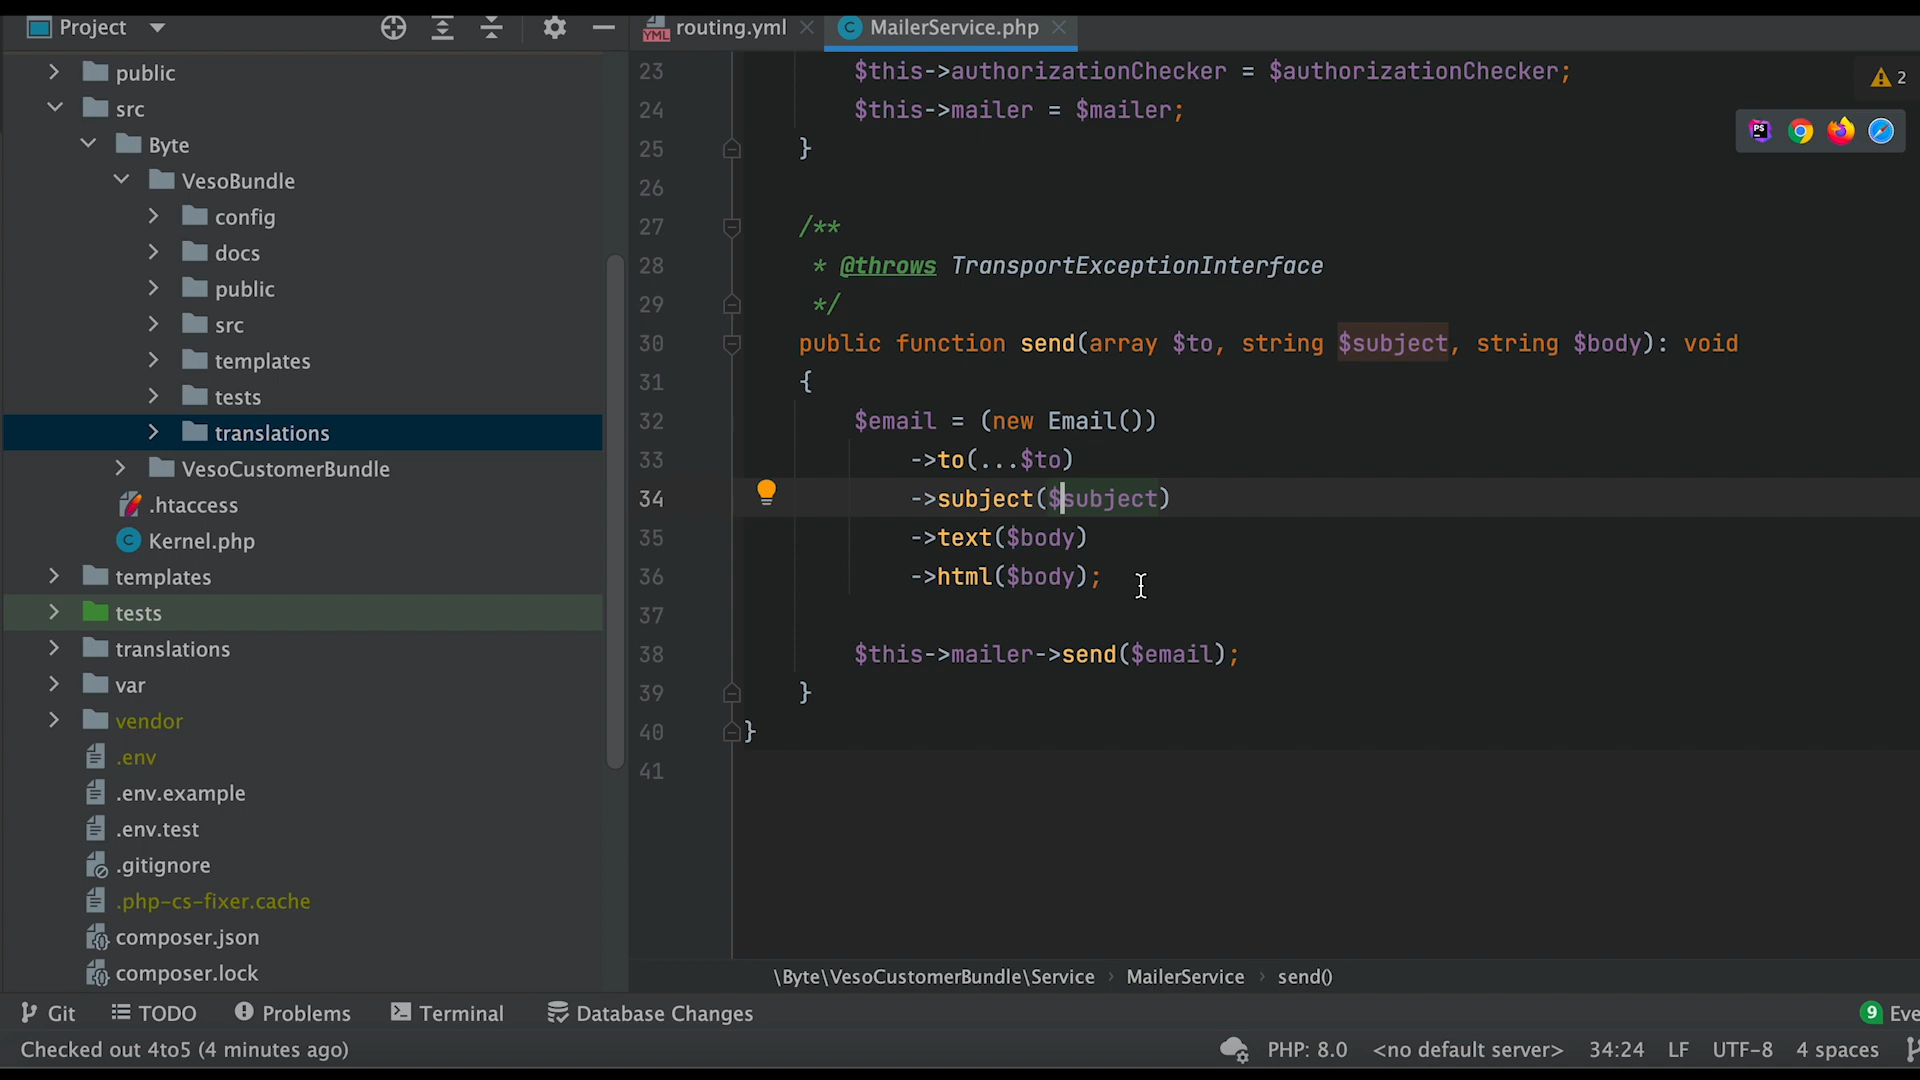 Project
routing.yml
MailerService.php
public
src
Byte
VesoBundle
config
docs
public
src
templates
tests
translations
VesoCustomerBundle
.htaccess
Kernel.php
templates
tests
translations
var
vendor
.env
.env.example
.env.test
.gitignore
.php-cs-fixer.cache
composer.json
composer.lock
23 $this->authorizationChecker = $authorizationChecker;
24 $this->mailer = $mailer;
25 }
26
27 /**
28 * @throws TransportExceptionInterface
29 */
30 public function send(array $to, string $subject, string $body): void
31 {
32 $email = (new Email())
33 ->to(...$to)
34 ->subject($subject)
35 ->text($body)
36 ->html($body);
37
38 $this->mailer->send($email);
39 }
40 }
41
2
\Byte\VesoCustomerBundle\Service › MailerService › send()
Git TODO Problems Terminal Database Changes 9 Eve
Checked out 4to5 (4 minutes ago) PHP: 8.0 <no default server> 34:24 LF UTF-8 4 spaces